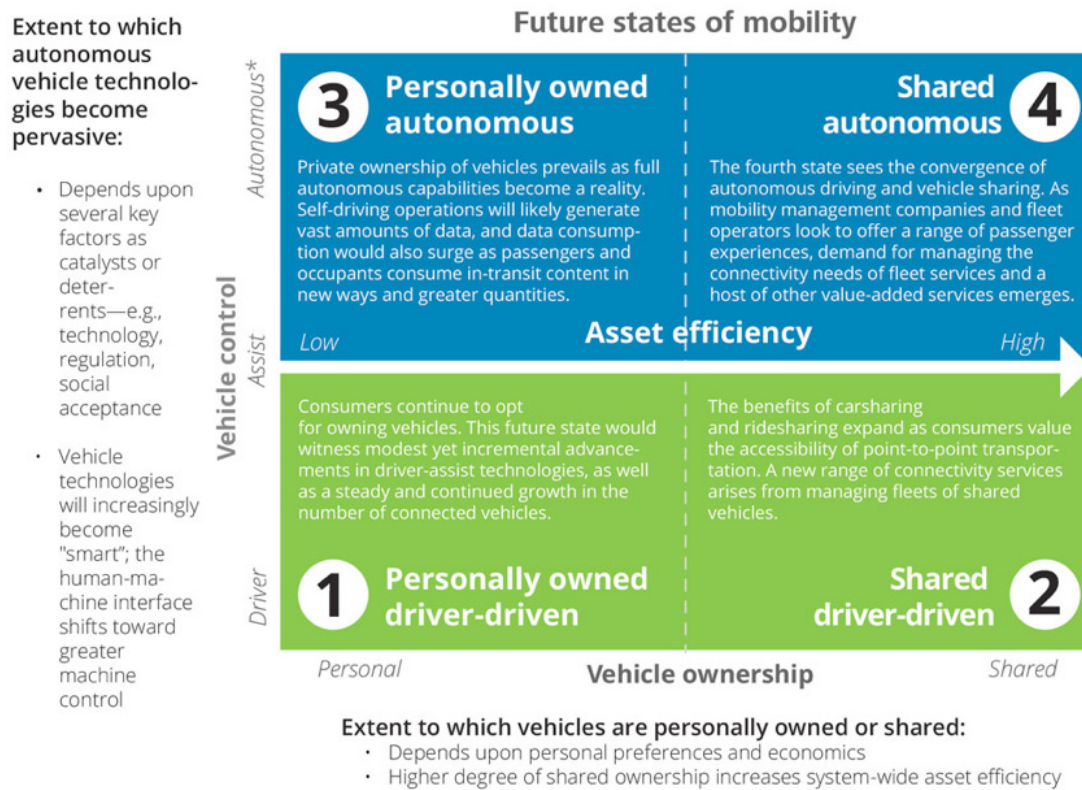 Future states of mobility
Extent to which
autonomous
vehicle technolo-
gies become
pervasive:
• Depends upon
several key
factors as
catalysts or
deter-
rents—e.g.,
technology,
regulation,
social
acceptance
• Vehicle
technologies
will increasingly
become
"smart”; the
human-ma-
chine interface
shifts toward
greater
machine
control
Vehicle control
Autonomous*
Assist
Driver
3
Personally owned
autonomous
Private ownership of vehicles prevails as full
autonomous capabilities become a reality.
Self-driving operations will likely generate
vast amounts of data, and data consump-
tion would also surge as passengers and
occupants consume in-transit content in
new ways and greater quantities.
Shared
autonomous
4
The fourth state sees the convergence of
autonomous driving and vehicle sharing. As
mobility management companies and fleet
operators look to offer a range of passenger
experiences, demand for managing the
connectivity needs of fleet services and a
host of other value-added services emerges.
Low
Asset efficiency
High
Consumers continue to opt
for owning vehicles. This future state would
witness modest yet incremental advance-
ments in driver-assist technologies, as well
as a steady and continued growth in the
number of connected vehicles.
1
Personally owned
driver-driven
The benefits of carsharing
and ridesharing expand as consumers value
the accessibility of point-to-point transpor-
tation. A new range of connectivity services
arises from managing fleets of shared
vehicles.
Shared
driver-driven
2
Personal
Vehicle ownership
Shared
Extent to which vehicles are personally owned or shared:
• Depends upon personal preferences and economics
• Higher degree of shared ownership increases system-wide asset efficiency